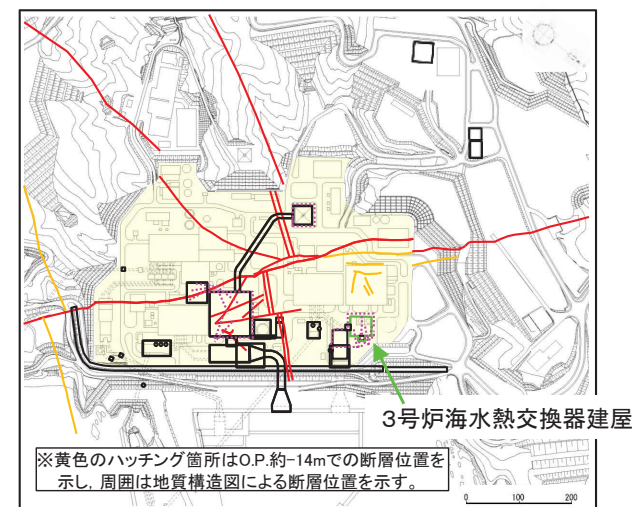 3号炉海水熱交換器建屋
※黄色のハッチング箇所はO.P.約-14mでの断層位置を
示し，周囲は地質構造図による断層位置を示す。
0 100 200